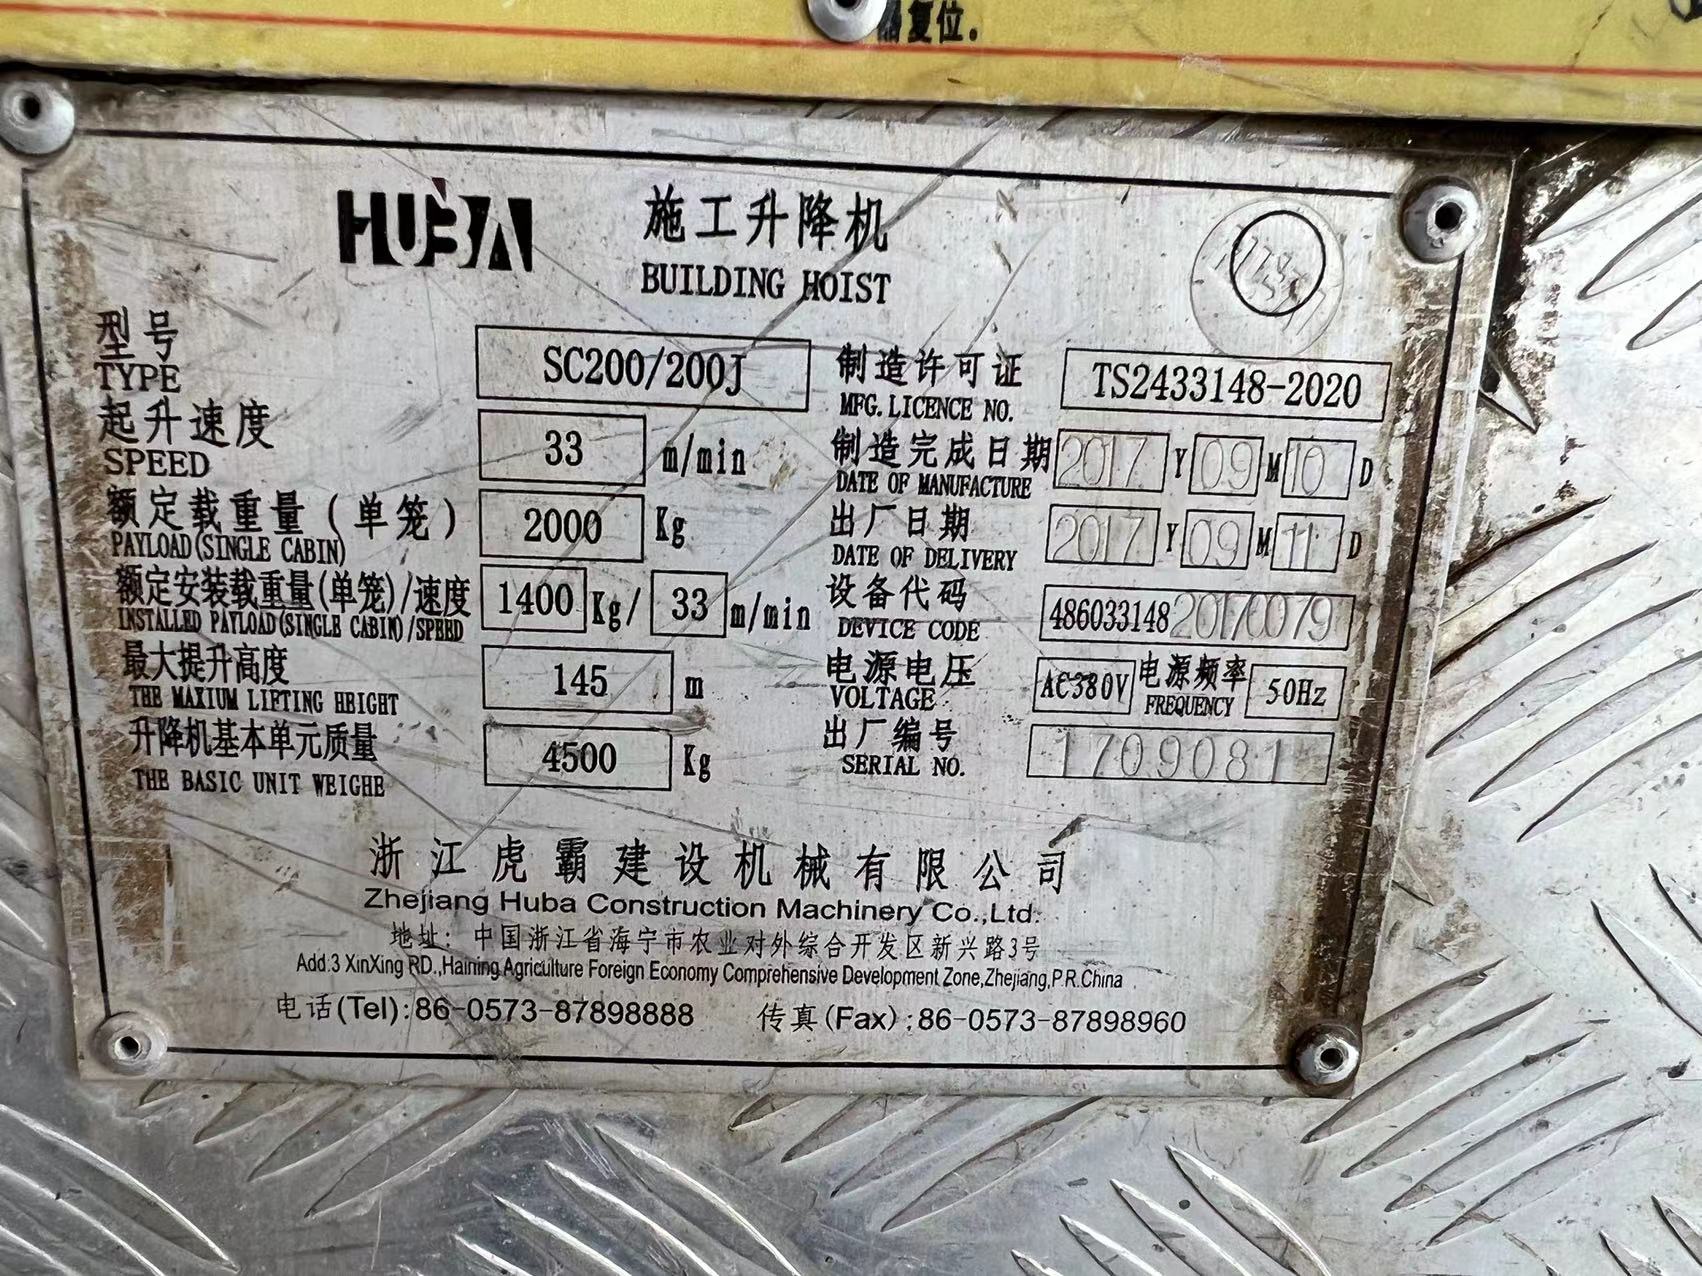 器复位.
HUBA
施工升降机
BUILDING HOIST
型号 SC200/200J
TYPE
起升速度 33 m/min
SPEED
额定载重量(单笼) 2000 Kg
PAYLOAD(SINGLE CABIN)
额定安装载重量(单笼)/速度 1400 Kg/ 33 m/min
INSTALLED PAYLOAD(SINGLE CABIN)/SPEED
最大提升高度 145 m
THE MAXIUM LIFTING HEIGHT
升降机基本单元质量 4500 Kg
THE BASIC UNIT WEIGHE
制造许可证 TS2433148-2020
MFG.LICENCE NO.
制造完成日期 2017 Y 09 M 10 D
DATE OF MANUFACTURE
出厂日期 2017 Y 09 M 11 D
DATE OF DELIVERY
设备代码 48603314820170079
DEVICE CODE
电源电压 AC380V 电源频率 50Hz
VOLTAGE FREQUENCY
出厂编号 1709081
SERIAL NO.
浙江虎霸建设机械有限公司
Zhejiang Huba Construction Machinery Co.,Ltd.
地址: 中国浙江省海宁市农业对外综合开发区新兴路3号
Add:3 XinXing RD.,Haining Agriculture Foreign Economy Comprehensive Development Zone,Zhejiang,P.R.China
电话(Tel):86-0573-87898888 传真(Fax):86-0573-87898960